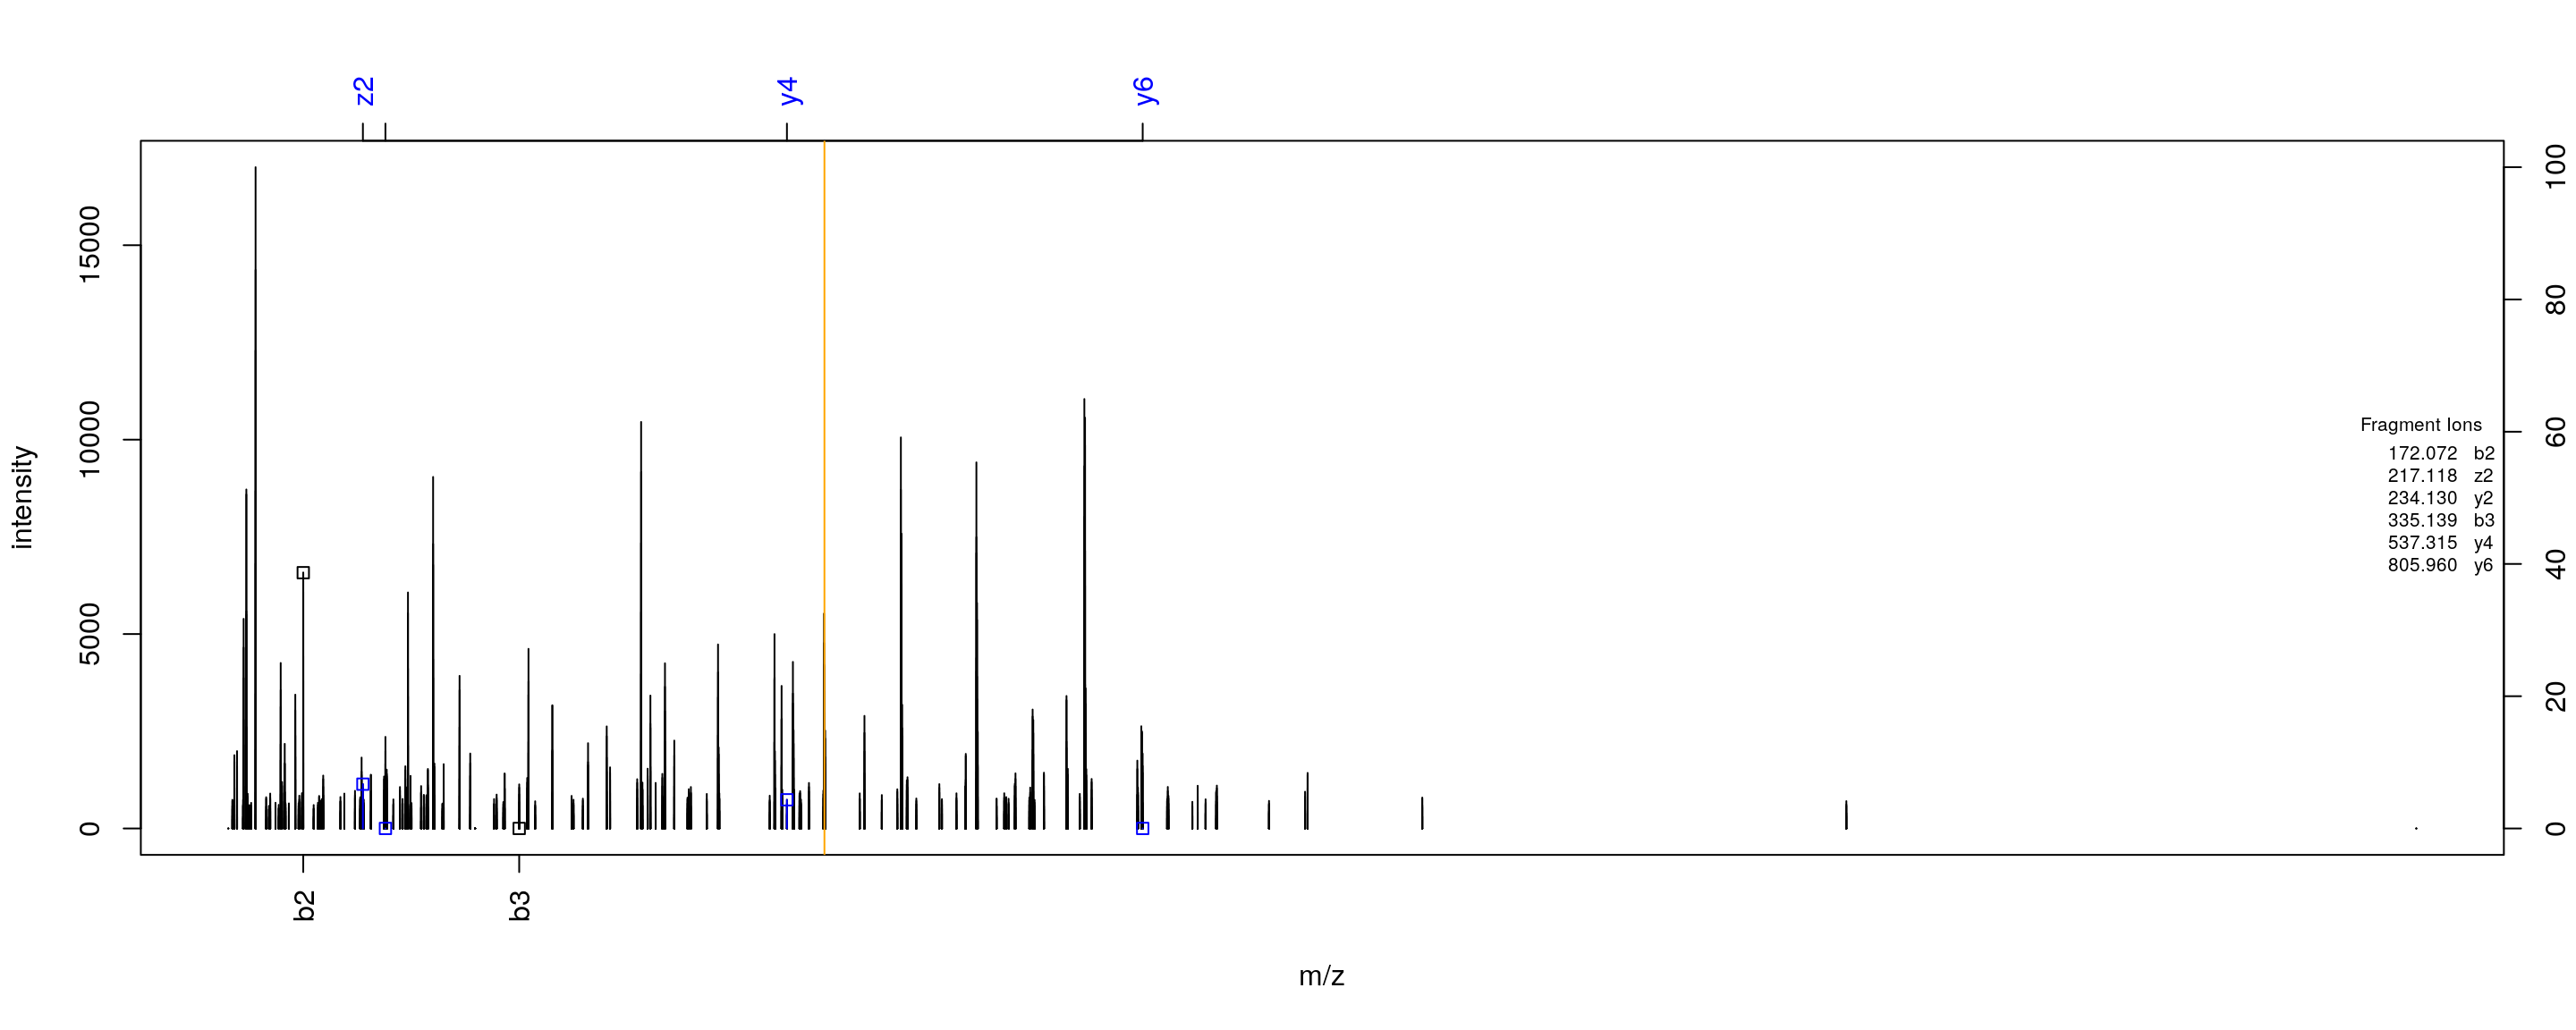 z2 y4 y6
intensity
0 5000 10000 15000
0 20 40 60 80 100
Fragment Ions
172.072 b2
217.118 z2
234.130 y2
335.139 b3
537.315 y4
805.960 y6
b2 b3
m/z